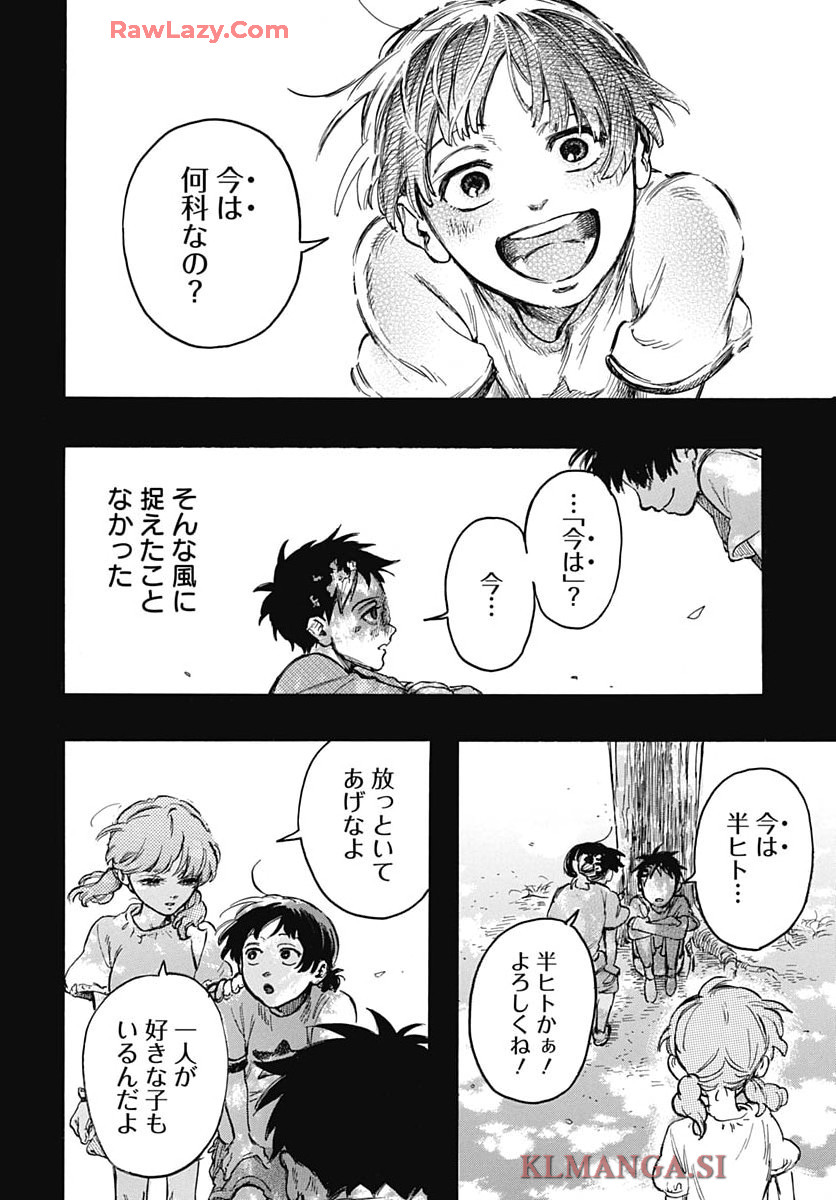 RawLazy.Com
今は
何科なの？
…「今は」？
今…
そんな風に
捉えたこと
なかった
今は
半ヒト…
半ヒトかぁ！
よろしくね！
放っといて
あげなよ
一人が
好きな子も
いるんだよ
KLMANGA.SI